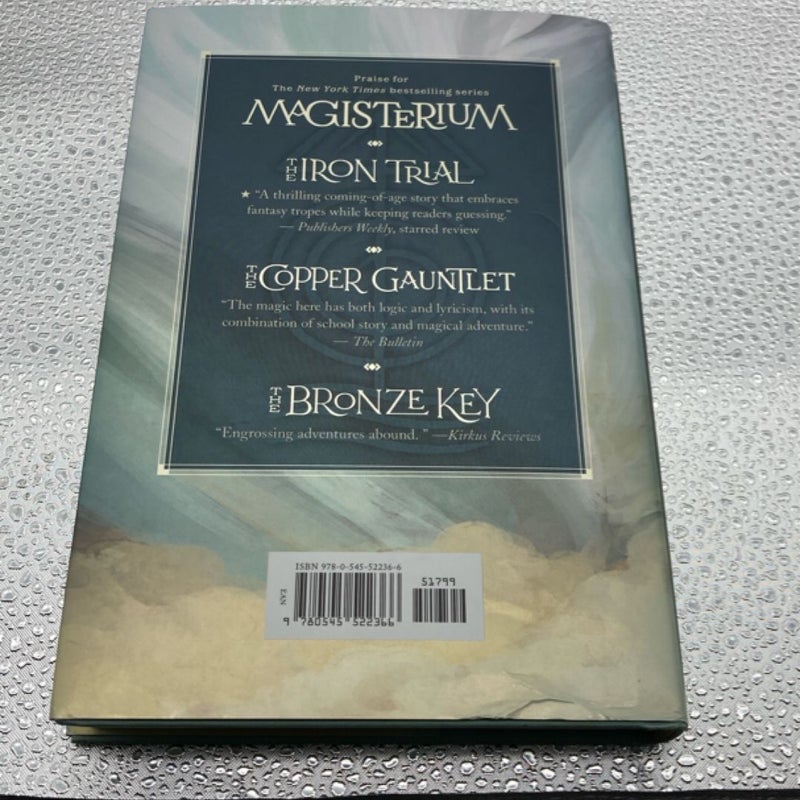 Praise for
The New York Times bestselling series
MAGISTERIUM
THE IRON TRIAL
★ "A thrilling coming-of-age story that embraces
fantasy tropes while keeping readers guessing."
— Publishers Weekly, starred review
THE COPPER GAUNTLET
"The magic here has both logic and lyricism, with its
combination of school story and magical adventure."
— The Bulletin
THE BRONZE KEY
"Engrossing adventures abound. " —Kirkus Reviews
ISBN 978-0-545-52236-6
51799
EAN
9 780545 522366